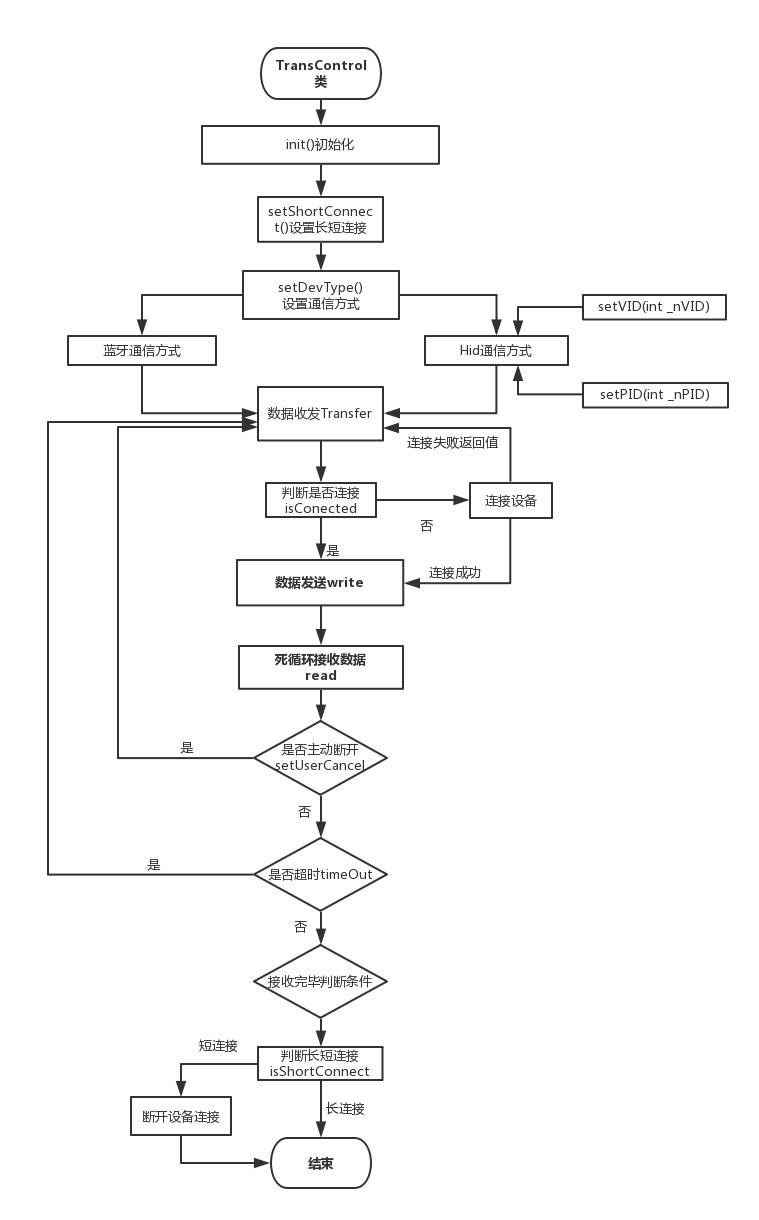 TransControl
类
init()初始化
setShortConnec
t()设置长短连接
setDevType()
设置通信方式
setVID(int _nVID)
蓝牙通信方式
Hid通信方式
setPID(int _nPID)
数据收发Transfer
连接失败返回值
判断是否连接
isConected
连接设备
否
是
连接成功
数据发送write
死循环接收数据
read
是
是否主动断开
setUserCancel
否
是
是否超时timeOut
否
接收完毕判断条件
短连接
判断长短连接
isShortConnect
长连接
断开设备连接
结束